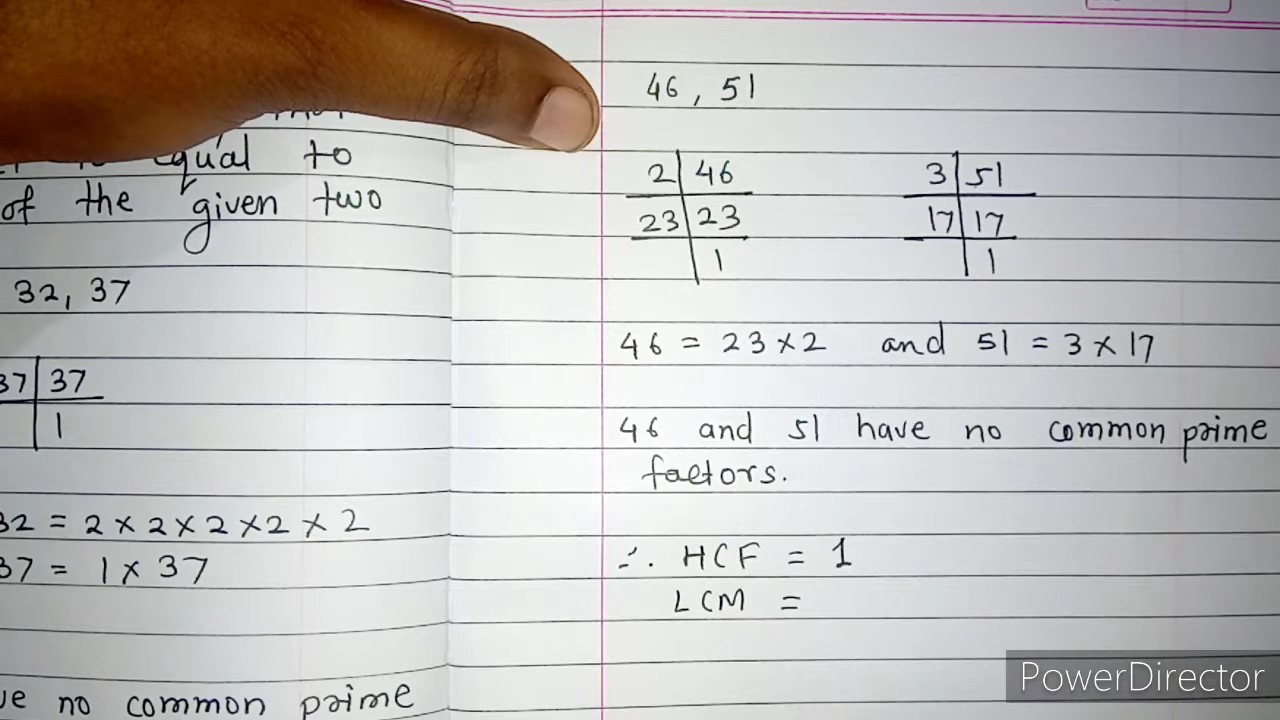 equal to
of the given two
32, 37
37 | 37
1
32 = 2 × 2 × 2 × 2 × 2
37 = 1 × 37
no common prime
46, 51
2 | 46
23 | 23
1
3 | 51
17 | 17
1
46 = 23 × 2 and 51 = 3 × 17
46 and 51 have no common prime
factors.
∴ HCF = 1
LCM =
PowerDirector